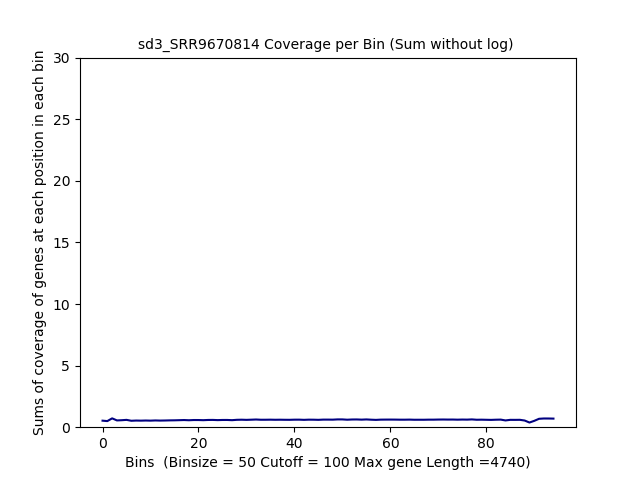 sd3_SRR9670814 Coverage per Bin (Sum without log)
Sums of coverage of genes at each position in each bin
30
25
20
15
10
5
0
0 20 40 60 80
Bins  (Binsize = 50 Cutoff = 100 Max gene Length =4740)